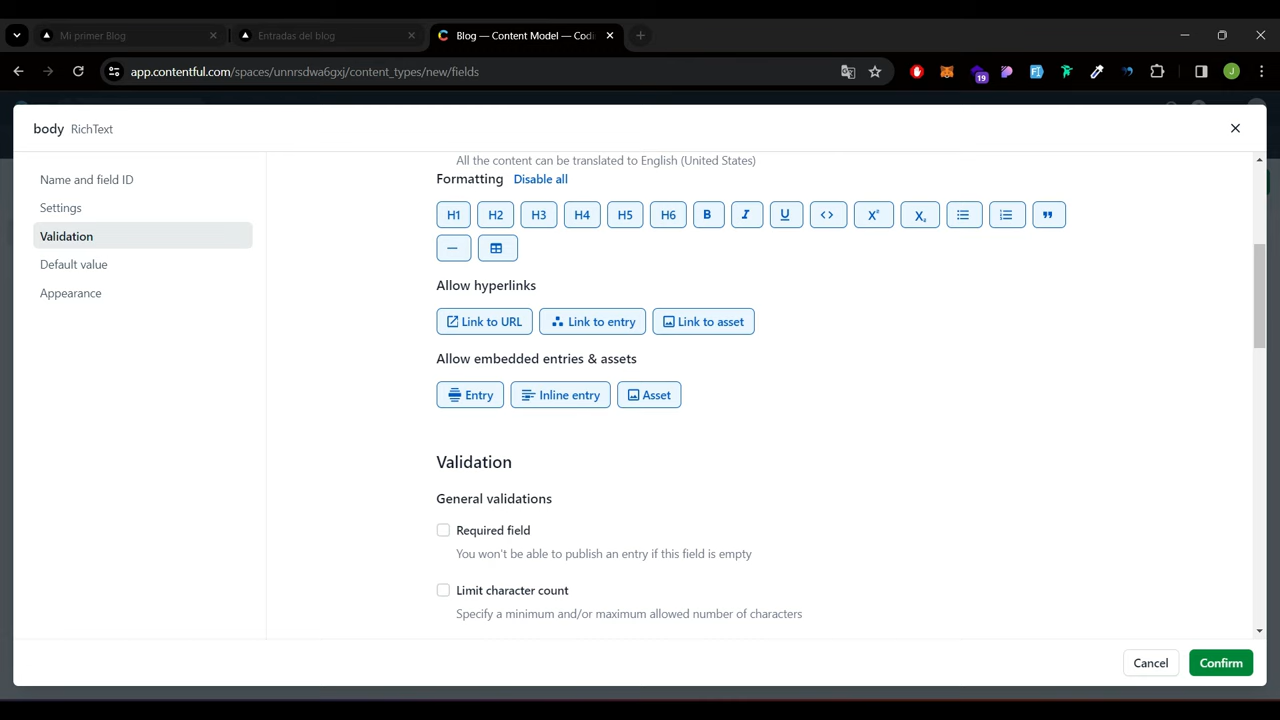 Mi primer Blog
Entradas del blog
Blog — Content Model — Codi
app.contentful.com/spaces/unnrsdwa6gxj/content_types/new/fields
19
J
body RichText
Name and field ID
Settings
Validation
Default value
Appearance
All the content can be translated to English (United States)
Formatting Disable all
H1 H2 H3 H4 H5 H6 B I U <> X² X₂
Allow hyperlinks
Link to URL Link to entry Link to asset
Allow embedded entries & assets
Entry Inline entry Asset
Validation
General validations
Required field
You won't be able to publish an entry if this field is empty
Limit character count
Specify a minimum and/or maximum allowed number of characters
Cancel Confirm